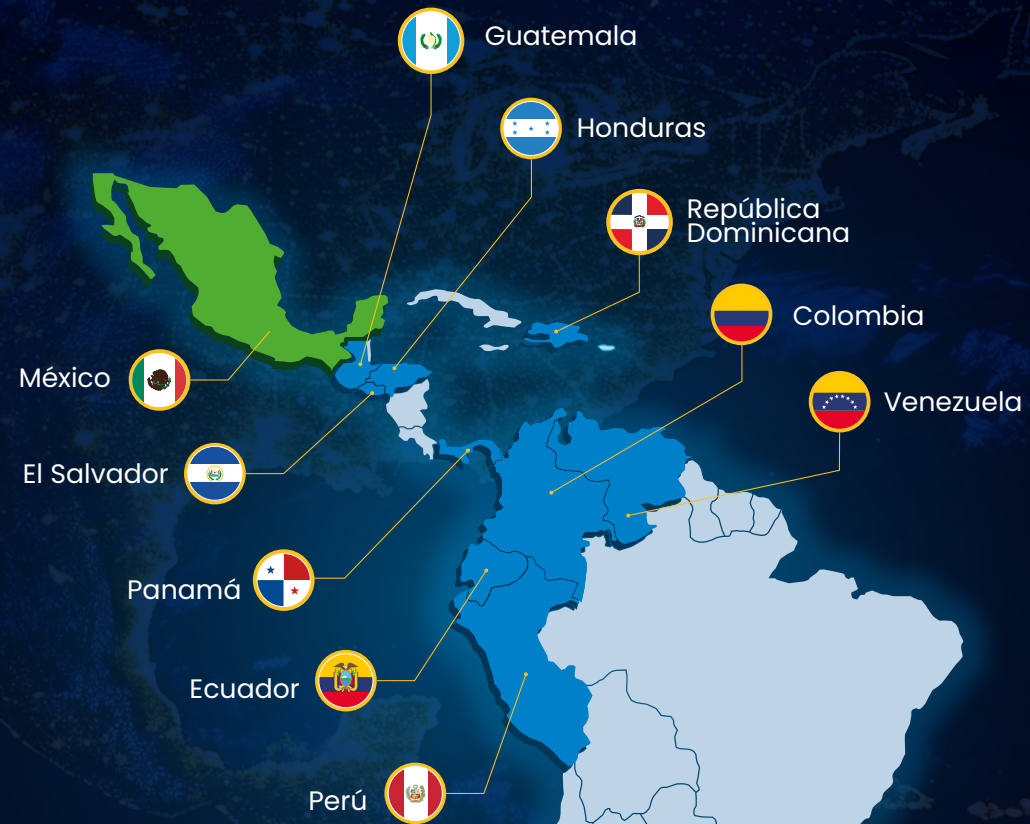 Guatemala
Honduras
República
Dominicana
Colombia
México
Venezuela
El Salvador
Panamá
Ecuador
Perú